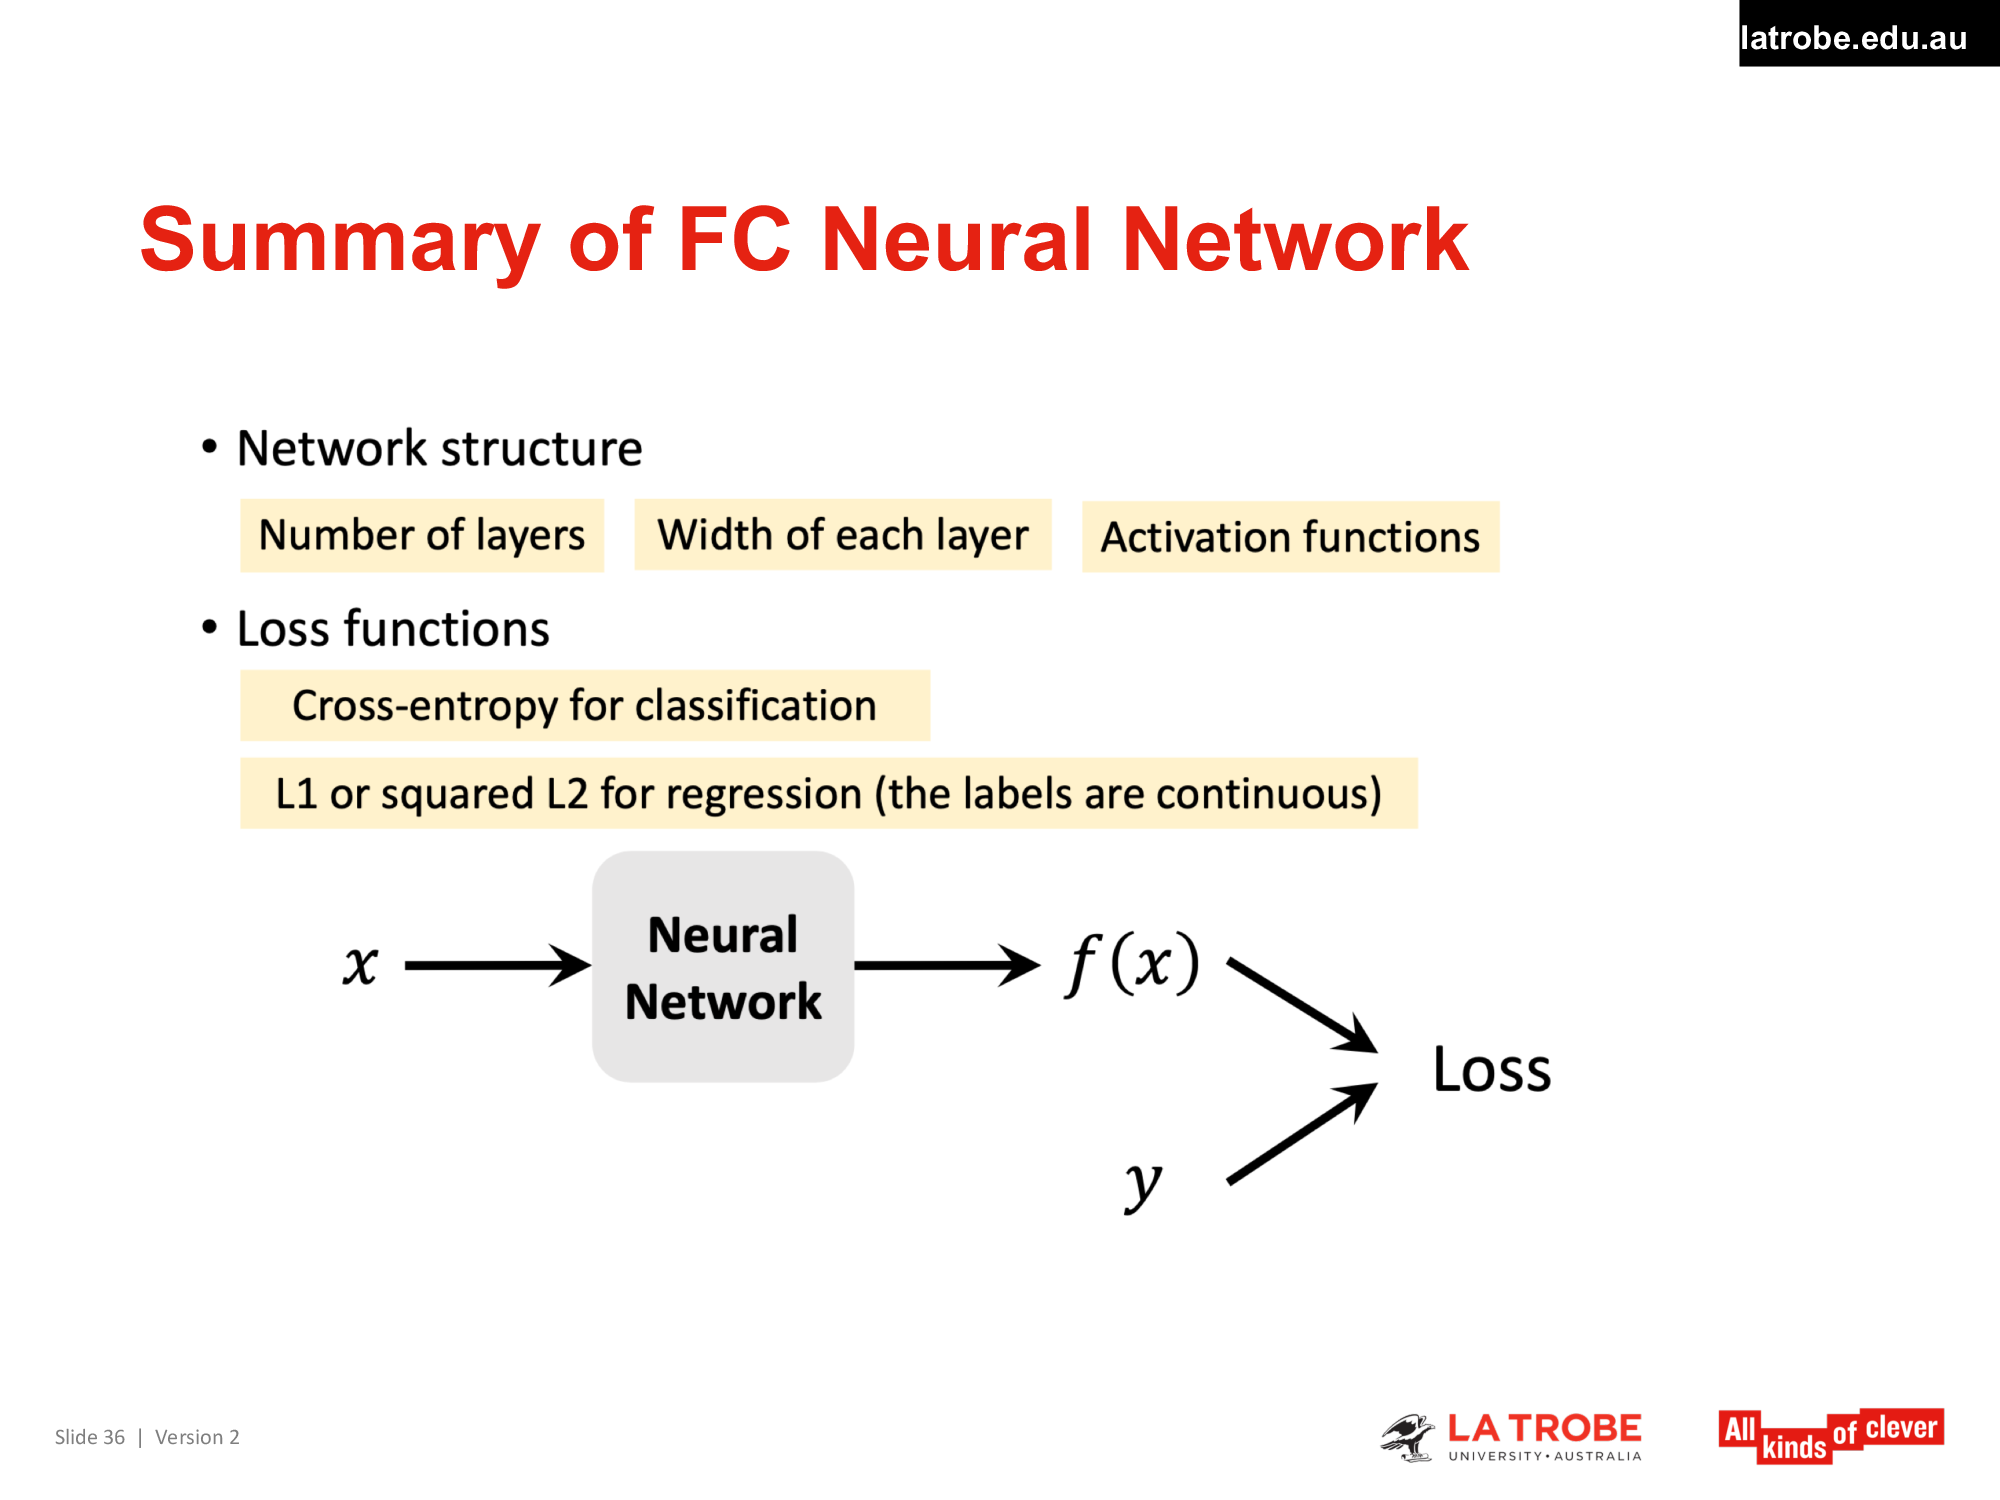 latrobe.edu.au
Summary of FC Neural Network
• Network structure
Number of layers Width of each layer Activation functions
• Loss functions
Cross-entropy for classification
L1 or squared L2 for regression (the labels are continuous)
x
Neural
Network
f(x)
Loss
y
Slide 36 | Version 2
LA TROBE
UNIVERSITY • AUSTRALIA
All kinds of clever